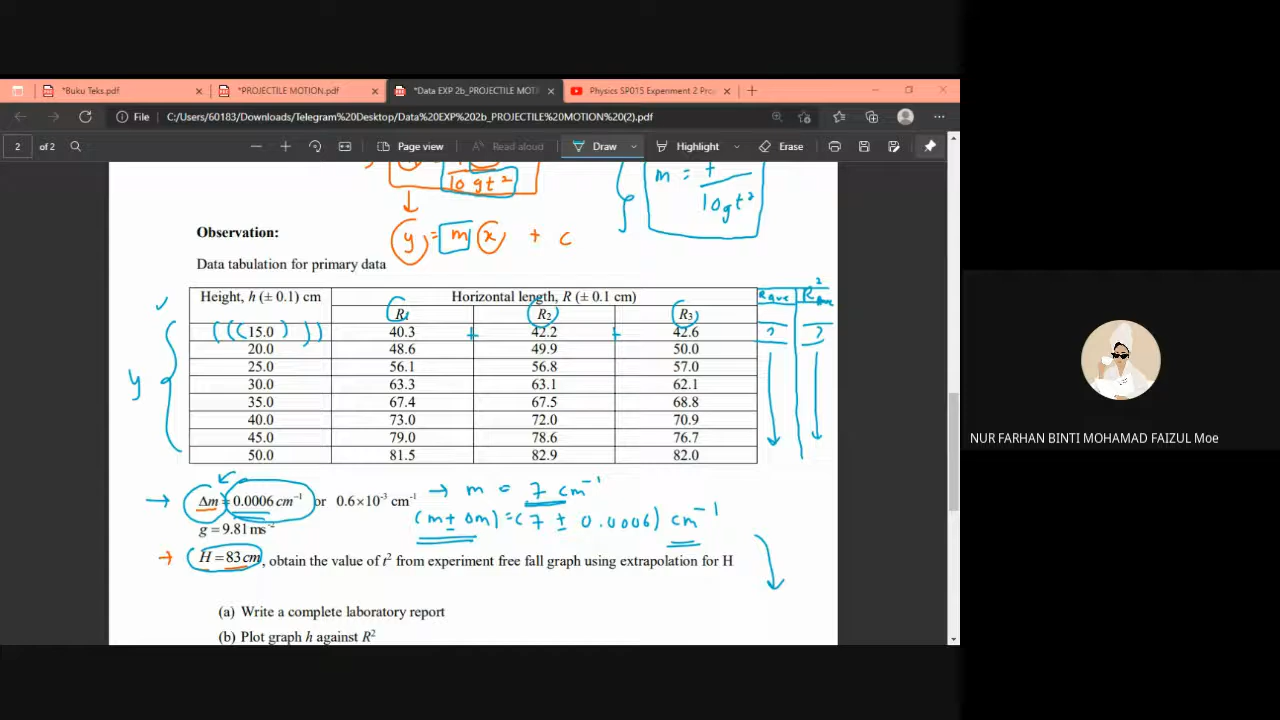 *Buku Teks.pdf
*PROJECTILE MOTION.pdf
*Data EXP 2b_PROJECTILE MOTI
Physics SP015 Experiment 2 Pro
File C:/Users/60183/Downloads/Telegram%20Desktop/Data%20EXP%202b_PROJECTILE%20MOTION%20(2).pdf
2 of 2 Page view Read aloud Draw Highlight Erase
10gt²
m =
10gt²
y = m x + c
Observation:
Data tabulation for primary data
Height, h (± 0.1) cm Horizontal length, R (± 0.1 cm) Rave R²ave
R₁ R₂ R₃
(((15.0))) 40.3 + 42.2 + 42.6 ? ?
20.0 48.6 49.9 50.0
25.0 56.1 56.8 57.0
30.0 63.3 63.1 62.1
y 35.0 67.4 67.5 68.8
40.0 73.0 72.0 70.9
45.0 79.0 78.6 76.7
50.0 81.5 82.9 82.0
→ Δm = 0.0006 cm⁻¹ or 0.6×10⁻³ cm⁻¹ → m = 7 cm⁻¹
(m ± Δm) = (7 ± 0.0006) cm⁻¹
g = 9.81 ms⁻²
→ H = 83 cm, obtain the value of t² from experiment free fall graph using extrapolation for H
(a) Write a complete laboratory report
(b) Plot graph h against R²
NUR FARHAN BINTI MOHAMAD FAIZUL Moe